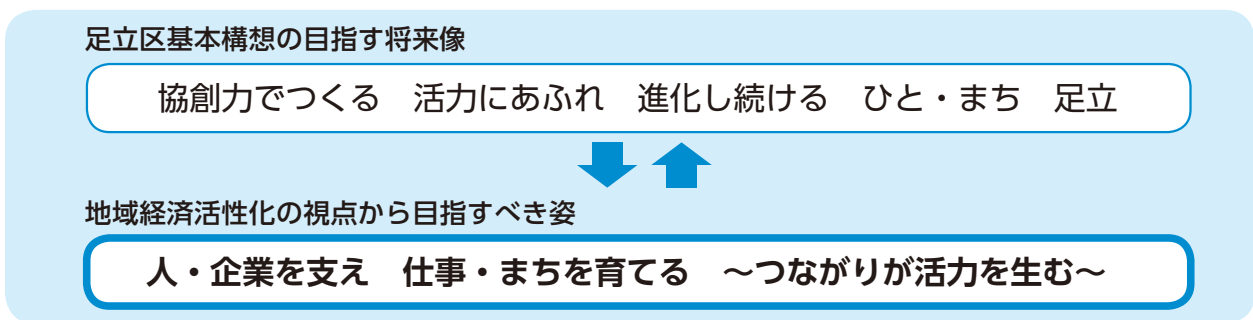 足立区基本構想の目指す将来像
協創力でつくる　活力にあふれ　進化し続ける　ひと・まち　足立
地域経済活性化の視点から目指すべき姿
人・企業を支え　仕事・まちを育てる　～つながりが活力を生む～